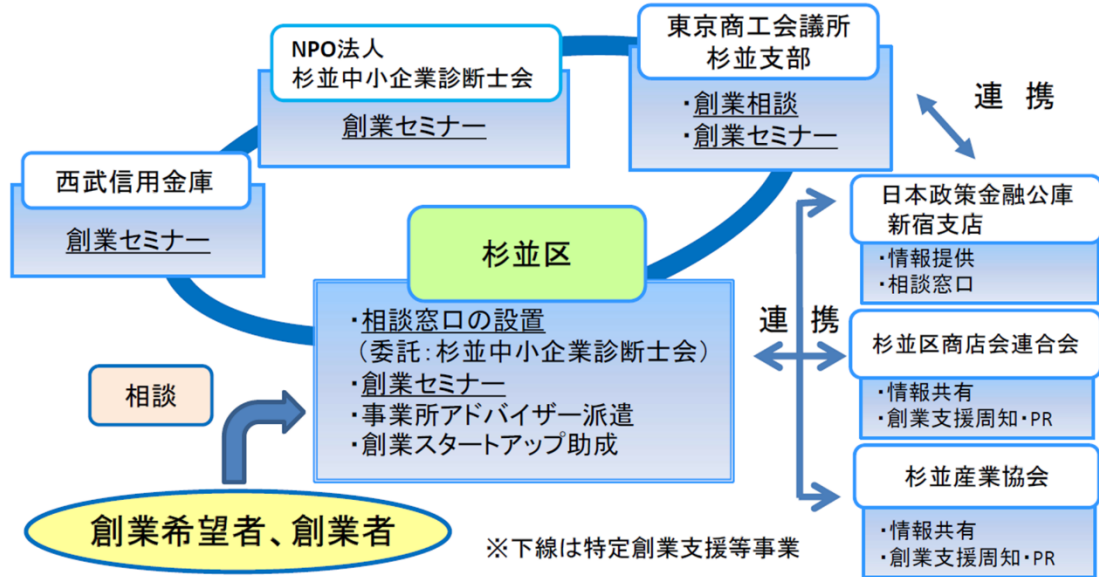 NPO法人
杉並中小企業診断士会
創業セミナー
東京商工会議所
杉並支部
・創業相談
・創業セミナー
連 携
西武信用金庫
創業セミナー
杉並区
・相談窓口の設置
（委託：杉並中小企業診断士会）
・創業セミナー
・事業所アドバイザー派遣
・創業スタートアップ助成
連 携
日本政策金融公庫
新宿支店
・情報提供
・相談窓口
杉並区商店会連合会
・情報共有
・創業支援周知・PR
杉並産業協会
・情報共有
・創業支援周知・PR
相談
創業希望者、創業者
※下線は特定創業支援等事業